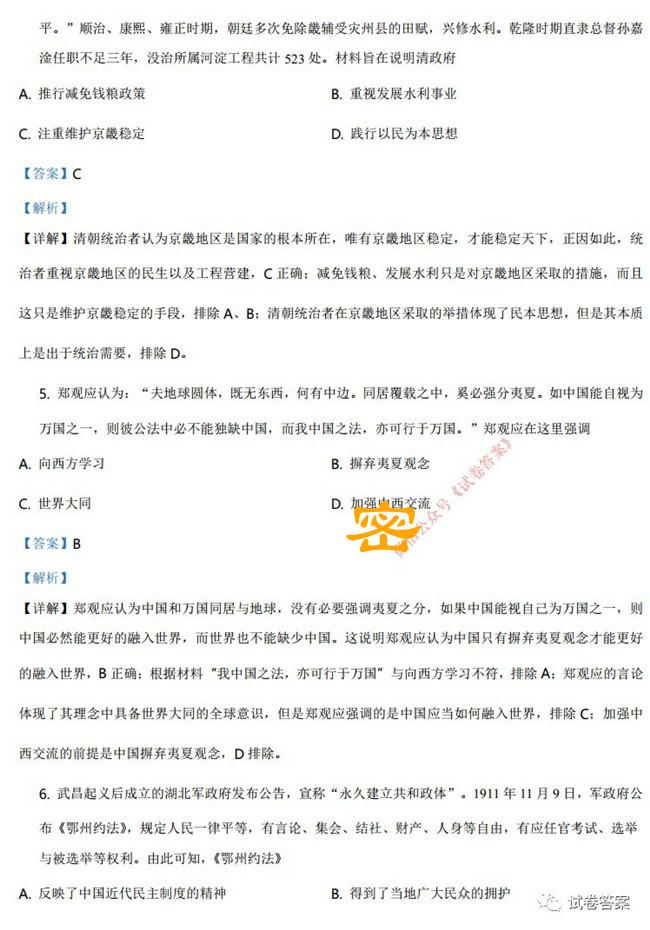 平。”顺治、康熙、雍正时期，朝廷多次免除畿辅受灾州县的田赋，兴修水利。乾隆时期直隶总督孙嘉
淦任职不足三年，没治所属河淀工程共计 523 处。材料旨在说明清政府
A. 推行减免钱粮政策 B. 重视发展水利事业
C. 注重维护京畿稳定 D. 践行以民为本思想
【答案】C
【解析】
【详解】清朝统治者认为京畿地区是国家的根本所在，唯有京畿地区稳定，才能稳定天下，正因如此，统
治者重视京畿地区的民生以及工程营建，C 正确；减免钱粮、发展水利只是对京畿地区采取的措施，而且
这只是维护京畿稳定的手段，排除 A、B；清朝统治者在京畿地区采取的举措体现了民本思想，但是其本质
上是出于统治需要，排除 D。
5. 郑观应认为：“夫地球圆体，既无东西，何有中边。同居覆载之中，奚必强分夷夏。如中国能自视为
万国之一，则彼公法中必不能独缺中国，而我中国之法，亦可行于万国。”郑观应在这里强调
A. 向西方学习 B. 摒弃夷夏观念
C. 世界大同 D. 加强中西交流
微信公众号《试卷答案》
密
【答案】B
【解析】
【详解】郑观应认为中国和万国同居与地球，没有必要强调夷夏之分，如果中国能视自己为万国之一，则
中国必然能更好的融入世界，而世界也不能缺少中国。这说明郑观应认为中国只有摒弃夷夏观念才能更好
的融入世界，B 正确；根据材料“我中国之法，亦可行于万国”与向西方学习不符，排除 A；郑观应的言论
体现了其理念中具备世界大同的全球意识，但是郑观应强调的是中国应当如何融入世界，排除 C；加强中
西交流的前提是中国摒弃夷夏观念，D 排除。
6. 武昌起义后成立的湖北军政府发布公告，宣称“永久建立共和政体”。1911 年 11 月 9 日，军政府公
布《鄂州约法》，规定人民一律平等，有言论、集会、结社、财产、人身等自由，有应任官考试、选举
与被选举等权利。由此可知，《鄂州约法》
A. 反映了中国近代民主制度的精神 B. 得到了当地广大民众的拥护
试卷答案